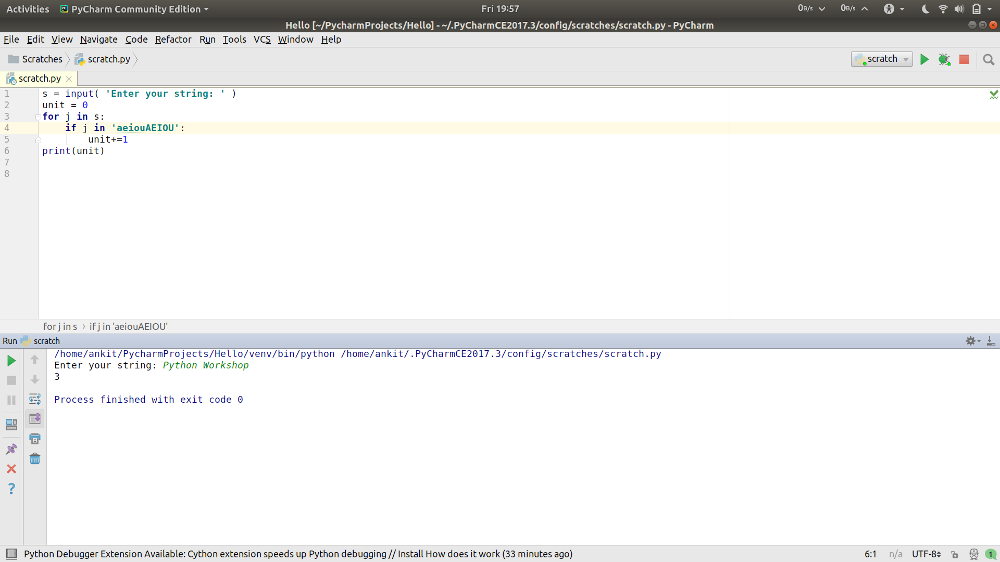 Activities PyCharm Community Edition Fri 19:57 0B/s 0B/s
Hello [~/PycharmProjects/Hello] - ~/.PyCharmCE2017.3/config/scratches/scratch.py - PyCharm
File Edit View Navigate Code Refactor Run Tools VCS Window Help
Scratches scratch.py scratch
scratch.py
1 s = input( 'Enter your string: ' )
2 unit = 0
3 for j in s:
4     if j in 'aeiouAEIOU':
5         unit+=1
6 print(unit)
7
8
for j in s › if j in 'aeiouAEIOU'
Run scratch
/home/ankit/PycharmProjects/Hello/venv/bin/python /home/ankit/.PyCharmCE2017.3/config/scratches/scratch.py
Enter your string: Python Workshop
3
Process finished with exit code 0
Python Debugger Extension Available: Cython extension speeds up Python debugging // Install How does it work (33 minutes ago) 6:1 n/a UTF-8 1